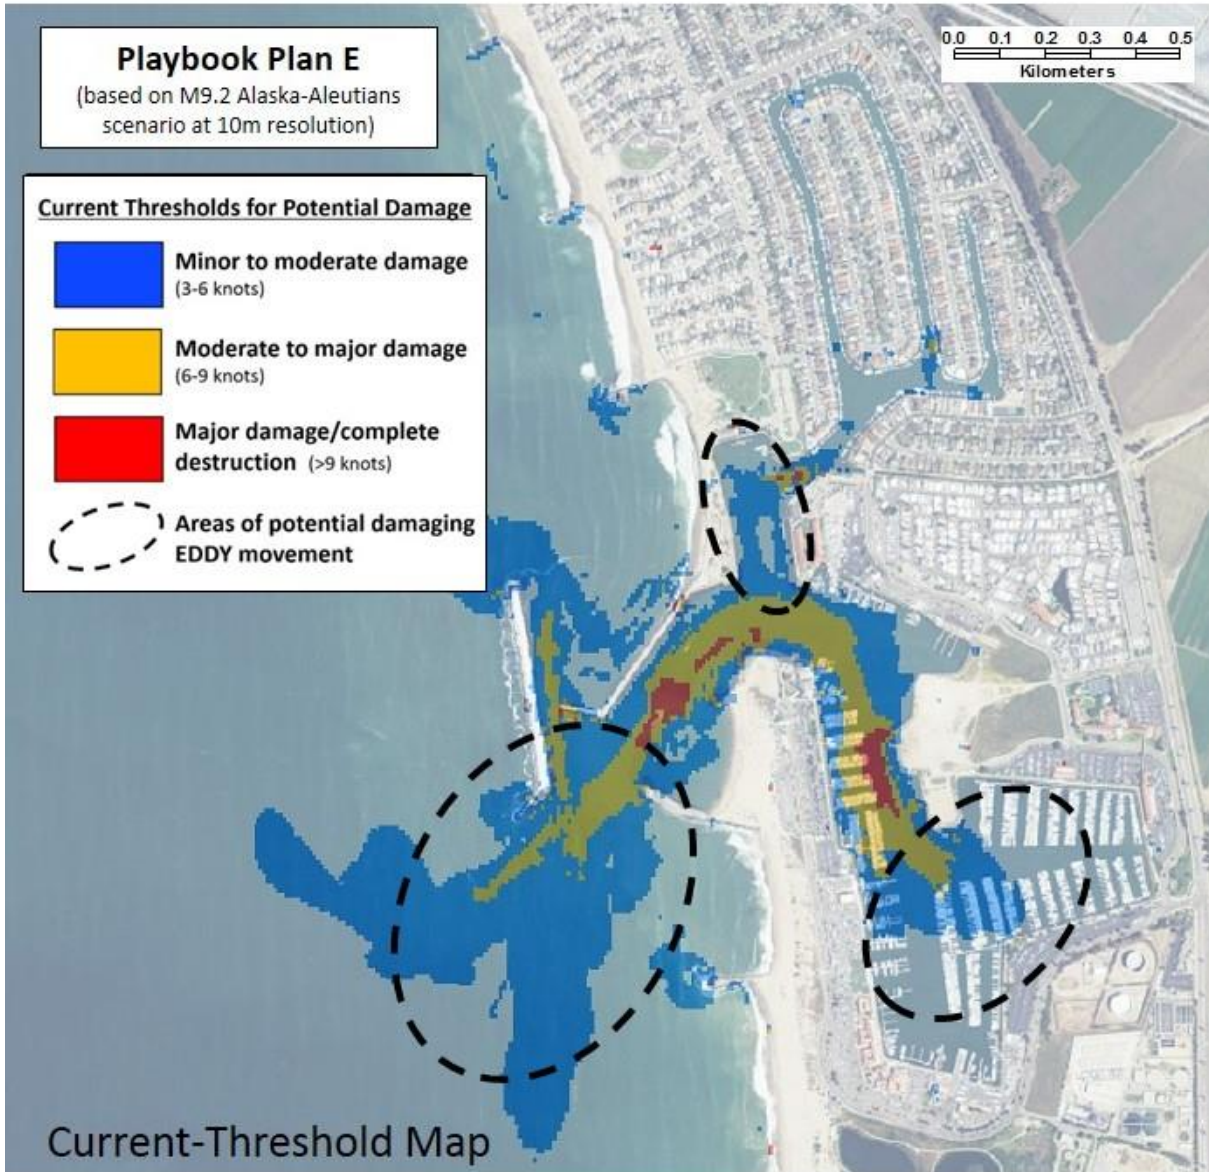 Playbook Plan E
(based on M9.2 Alaska-Aleutians
scenario at 10m resolution)
0.0 0.1 0.2 0.3 0.4 0.5
Kilometers
Current Thresholds for Potential Damage
Minor to moderate damage
(3-6 knots)
Moderate to major damage
(6-9 knots)
Major damage/complete
destruction (>9 knots)
Areas of potential damaging
EDDY movement
Current-Threshold Map